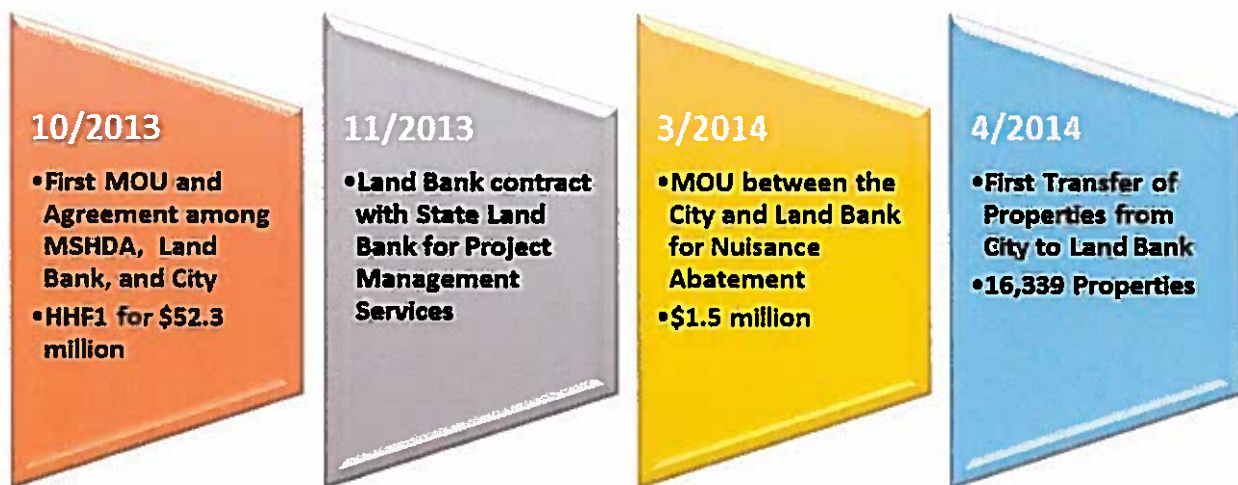 10/2013
•First MOU and
Agreement among
MSHDA, Land
Bank, and City
•HHF1 for $52.3
million
11/2013
•Land Bank contract
with State Land
Bank for Project
Management
Services
3/2014
•MOU between the
City and Land Bank
for Nuisance
Abatement
•$1.5 million
4/2014
•First Transfer of
Properties from
City to Land Bank
•16,339 Properties